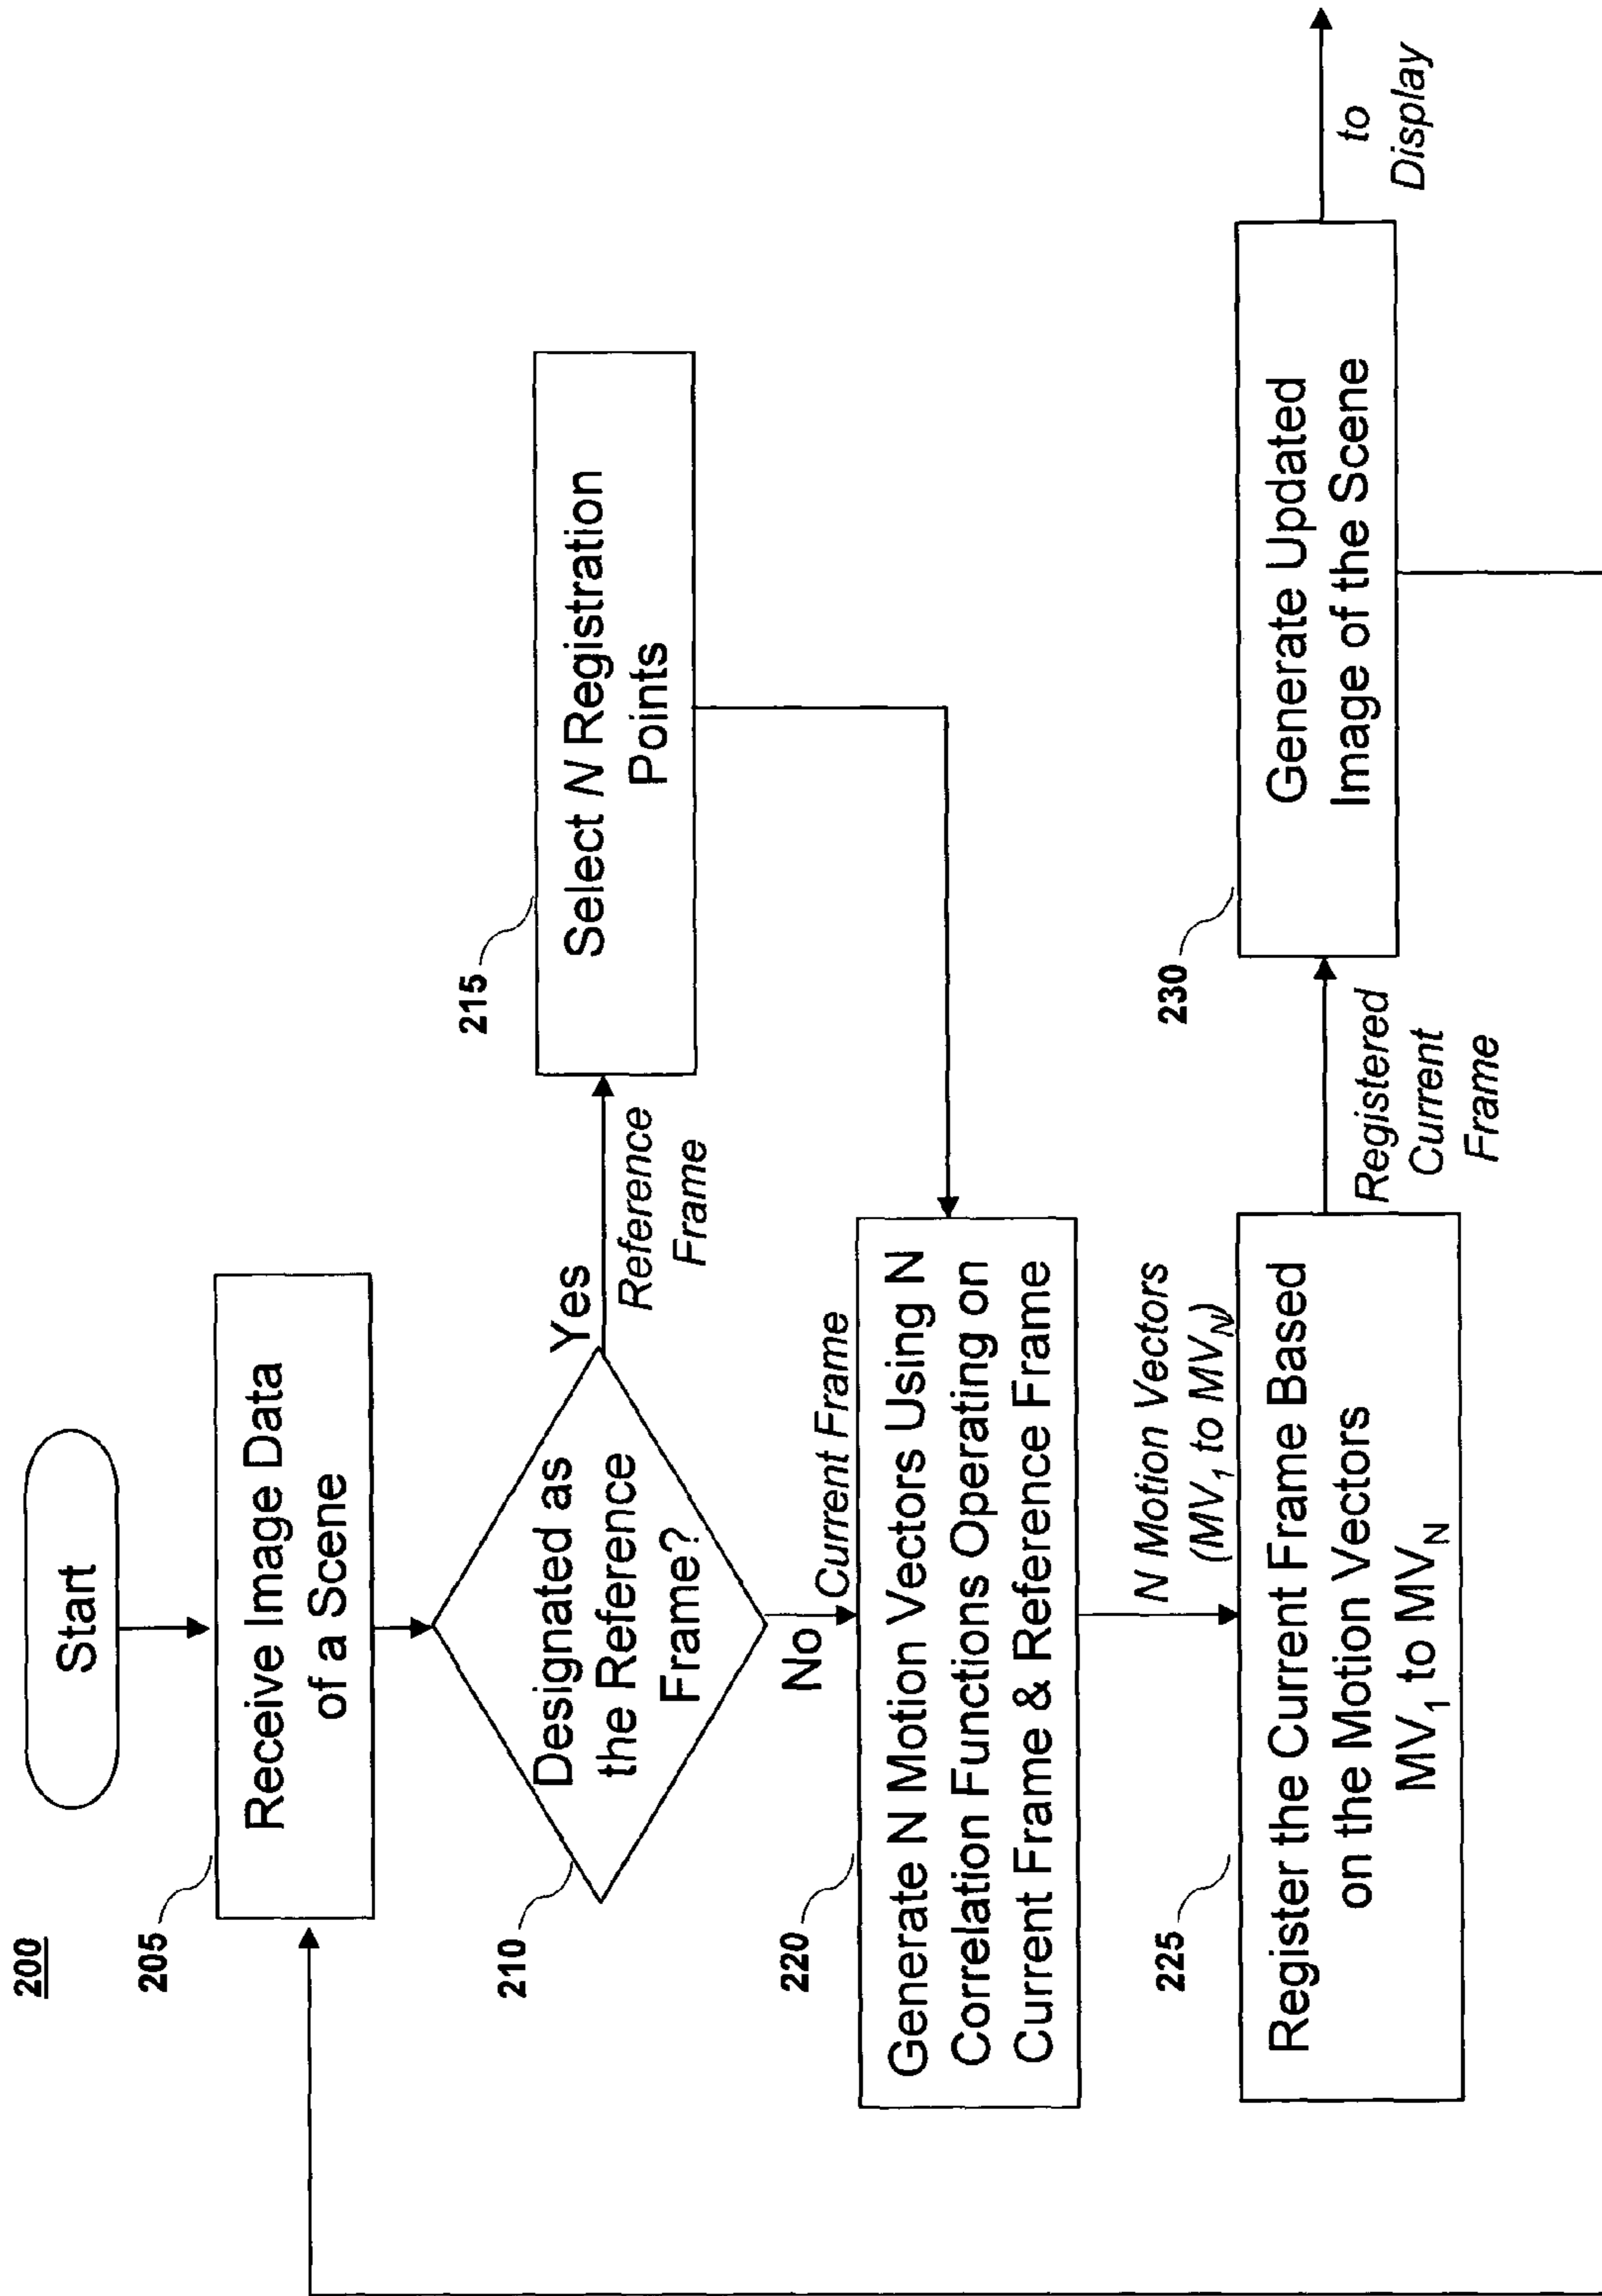 200
Start
205
Receive Image Data
of a Scene
210
Designated as
the Reference
Frame?
Yes
Reference
Frame
215
Select N Registration
Points
No
Current Frame
220
Generate N Motion Vectors Using N
Correlation Functions Operating on
Current Frame & Reference Frame
N Motion Vectors
(MV₁ to MV_N)
225
Register the Current Frame Based
on the Motion Vectors
MV₁ to MV_N
Registered
Current
Frame
230
Generate Updated
Image of the Scene
to
Display